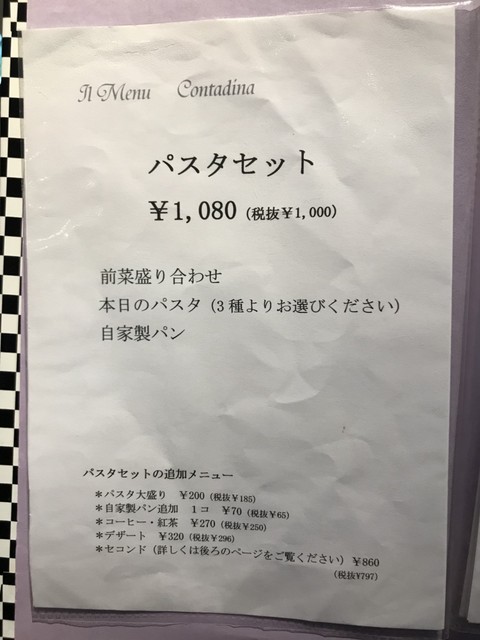 Il Menu Contadina
パスタセット
￥1,080 (税抜￥1,000)
前菜盛り合わせ
本日のパスタ (3種よりお選びください)
自家製パン
パスタセットの追加メニュー
＊パスタ大盛り ￥200 (税抜￥185)
＊自家製パン追加 1コ ￥70 (税抜￥65)
＊コーヒー・紅茶 ￥270 (税抜￥250)
＊デザート ￥320 (税抜￥296)
＊セコンド (詳しくは後ろのページをご覧ください) ￥860
(税抜￥797)